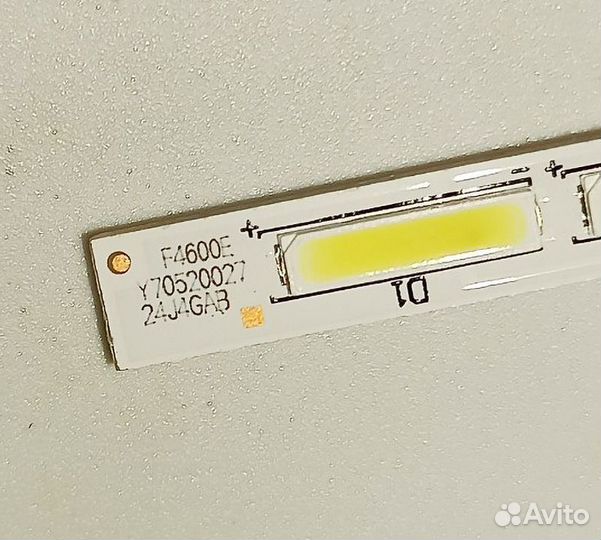 F4600E
Y70520027
24J4GAB
+
-
+
D1
Avito